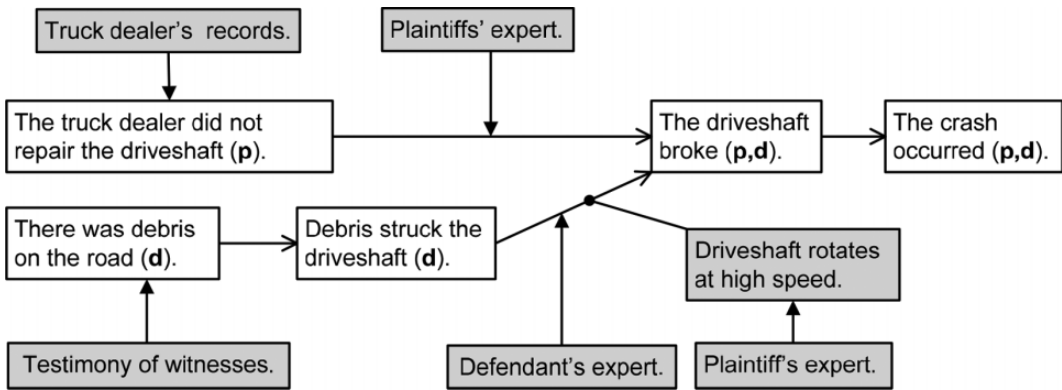 Truck dealer's records.
Plaintiffs' expert.
The truck dealer did not
repair the driveshaft (p).
The driveshaft
broke (p,d).
The crash
occurred (p,d).
There was debris
on the road (d).
Debris struck the
driveshaft (d).
Driveshaft rotates
at high speed.
Testimony of witnesses.
Defendant's expert.
Plaintiff's expert.